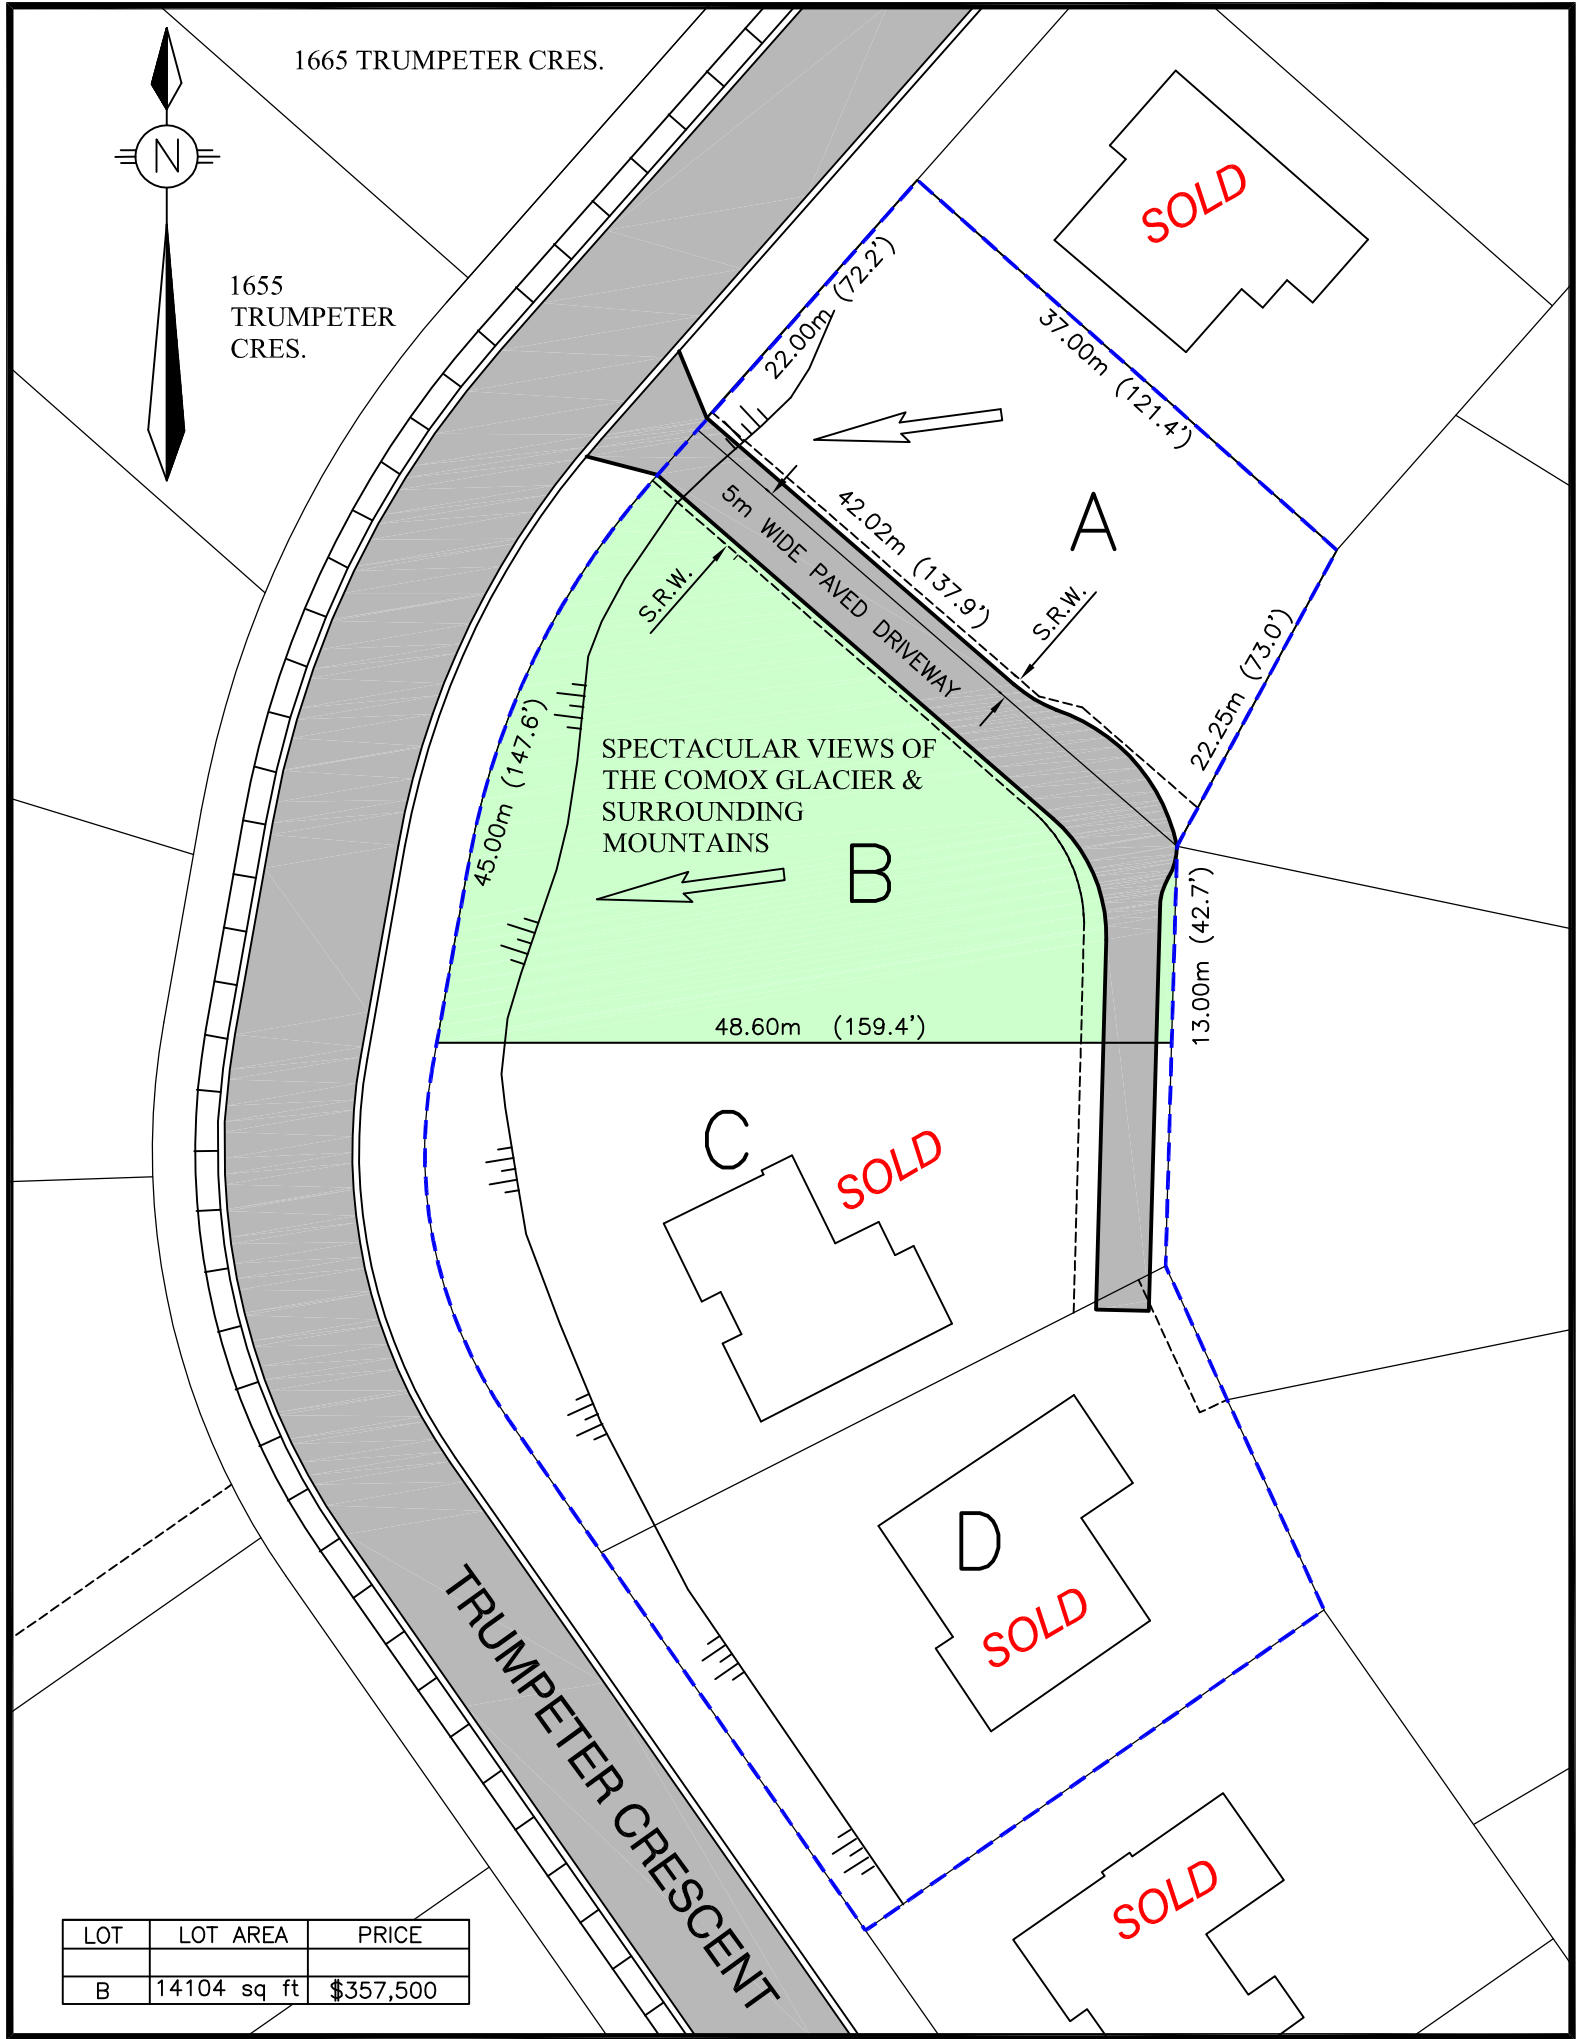 1665 TRUMPETER CRES.
N
1655
TRUMPETER
CRES.
SOLD
22.00m (72.2')
37.00m (121.4')
A
42.02m (137.9')
5m WIDE PAVED DRIVEWAY
S.R.W.
S.R.W.
22.25m (73.0')
45.00m (147.6')
SPECTACULAR VIEWS OF
THE COMOX GLACIER &
SURROUNDING
MOUNTAINS
B
13.00m (42.7')
48.60m (159.4')
C
SOLD
D
SOLD
TRUMPETER CRESCENT
SOLD
LOT LOT AREA PRICE
B 14104 sq ft $357,500